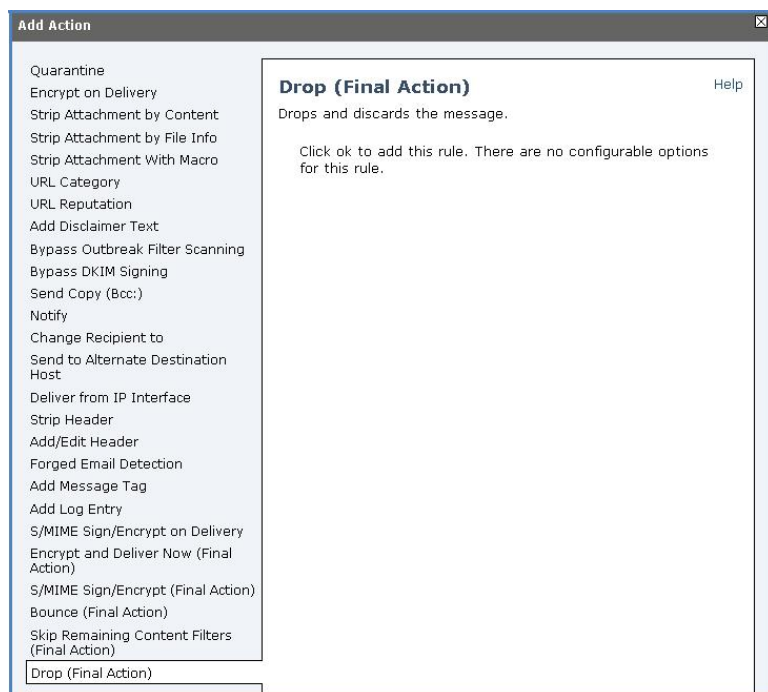 Add Action
Quarantine
Encrypt on Delivery
Strip Attachment by Content
Strip Attachment by File Info
Strip Attachment With Macro
URL Category
URL Reputation
Add Disclaimer Text
Bypass Outbreak Filter Scanning
Bypass DKIM Signing
Send Copy (Bcc:)
Notify
Change Recipient to
Send to Alternate Destination
Host
Deliver from IP Interface
Strip Header
Add/Edit Header
Forged Email Detection
Add Message Tag
Add Log Entry
S/MIME Sign/Encrypt on Delivery
Encrypt and Deliver Now (Final
Action)
S/MIME Sign/Encrypt (Final Action)
Bounce (Final Action)
Skip Remaining Content Filters
(Final Action)
Drop (Final Action)
Drop (Final Action)
Help
Drops and discards the message.
Click ok to add this rule. There are no configurable options
for this rule.